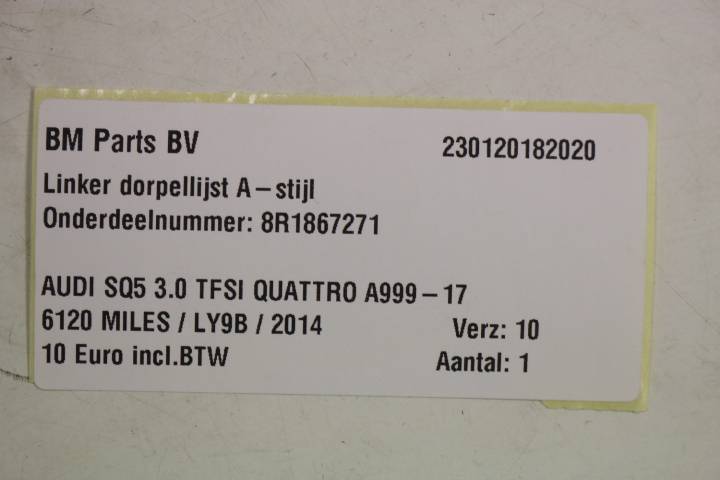 BM Parts BV 230120182020
Linker dorpellijst A-stijl
Onderdeelnummer: 8R1867271
AUDI SQ5 3.0 TFSI QUATTRO A999-17
6120 MILES / LY9B / 2014 Verz: 10
10 Euro incl.BTW Aantal: 1